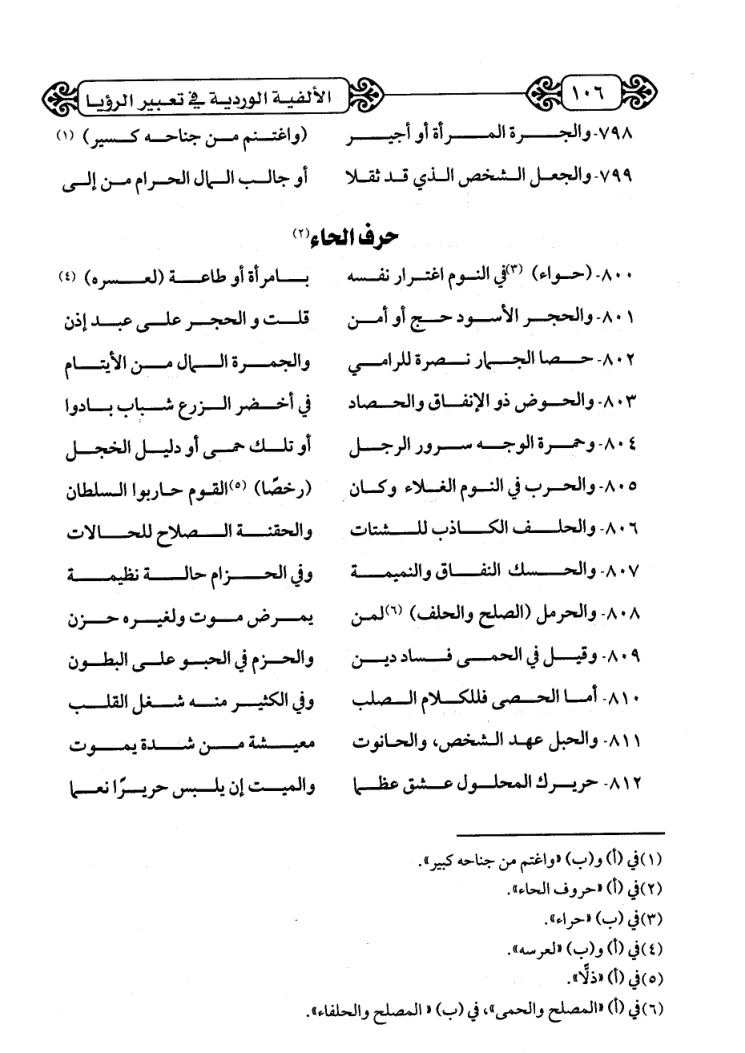 ١٠٦ الألفية الوردية في تعبير الرؤيا
٧٩٨- والجـرة المـرأة أو أجيـر (واغتنم من جناحه كسير) (١)
٧٩٩- والجعل الشخص الذي قد ثقلا أو جالب المال الحرام من إلى
حرف الحاء(٢)
٨٠٠- (حواء) (٣)في النوم اغترار نفسه بامرأة أو طاعة (لعسره) (٤)
٨٠١- والحجر الأسود حج أو أمن قلت و الحجر على عبد إذن
٨٠٢- حصا الجمار نصرة للرامي والجمرة المال من الأيتام
٨٠٣- والحوض ذو الإنفاق والحصاد في أخضر الزرع شباب بادوا
٨٠٤- وحمرة الوجه سرور الرجل أو تلك حمى أو دليل الخجل
٨٠٥- والحرب في النوم الغلاء وكان (رخصًا) (٥)القوم حاربوا السلطان
٨٠٦- والحلف الكاذب للشتات والحقنة الصلاح للحالات
٨٠٧- والحسك النفاق والنميمة وفي الحزام حالة نظيمة
٨٠٨- والحرمل (الصلح والحلف) (٦)لمن يمرض موت ولغيره حزن
٨٠٩- وقيل في الحمى فساد دين والحزم في الحبو على البطون
٨١٠- أما الحصى فللكلام الصلب وفي الكثير منه شغل القلب
٨١١- والحبل عهد الشخص، والحانوت معيشة من شدة يموت
٨١٢- حريرك المحلول عشق عظما والميت إن يلبس حريرًا نعما
(١) في (أ) و(ب) «واغتم من جناحه كبير».
(٢) في (أ) «حروف الحاء».
(٣) في (ب) «حراء».
(٤) في (أ) و(ب) «لعرسه».
(٥) في (أ) «ذلًّا».
(٦) في (أ) «المصلح والحمى»، في (ب) « المصلح والحلفاء».